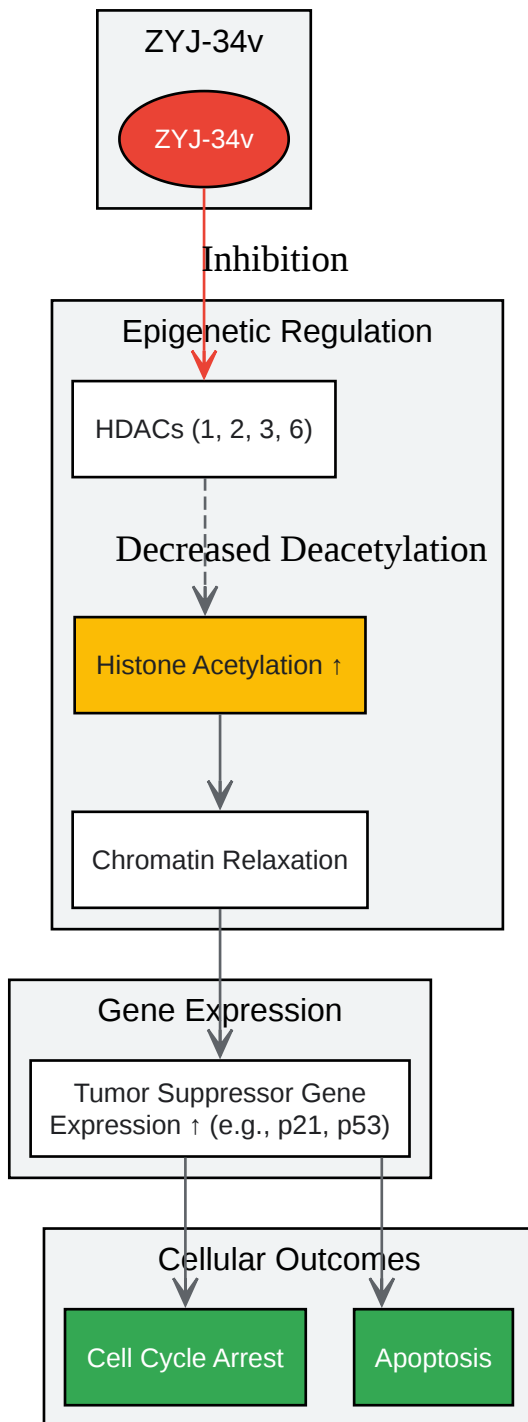 ZYJ-34v
ZYJ-34v
Inhibition
Epigenetic Regulation
HDACs (1, 2, 3, 6)
Decreased Deacetylation
Histone Acetylation ↑
Chromatin Relaxation
Gene Expression
Tumor Suppressor Gene
Expression ↑ (e.g., p21, p53)
Cellular Outcomes
Cell Cycle Arrest
Apoptosis